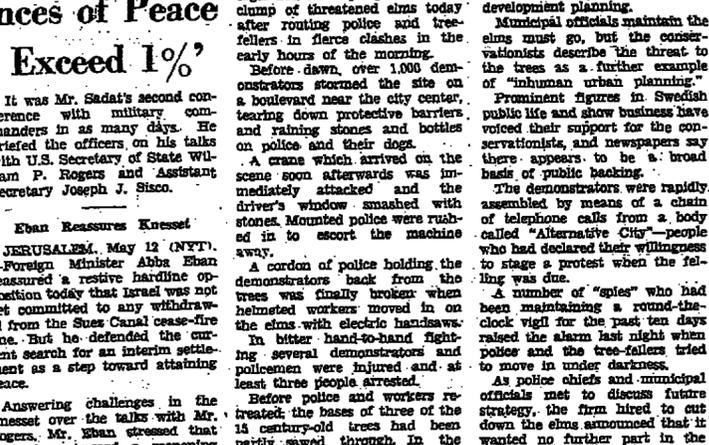 nces of Peace
Exceed 1%’
It was Mr. Sadat's second con-
erence with military com-
manders in as many days. He
riefed the officers on his talks
ith U.S. Secretary of State Wil-
am P. Rogers and Assistant
ecretary Joseph J. Sisco.
Eban Reassures Knesset
JERUSALEM, May 12 (NYT).
—Foreign Minister Abba Eban
eassured a restive hardline op-
osition today that Israel was not
et committed to any withdraw-
l from the Suez Canal cease-fire
ne. But he defended the cur-
ent search for an interim settle-
ent as a step toward attaining
eace.
Answering challenges in the
nesset over the talks with Mr.
ogers, Mr. Eban stressed that
clump of threatened elms today
after routing police and tree-
fellers in fierce clashes in the
early hours of the morning.
Before dawn, over 1,000 dem-
onstrators stormed the site on
a boulevard near the city center,
tearing down protective barriers
and raining stones and bottles
on police and their dogs.
A crane which arrived on the
scene soon afterwards was im-
mediately attacked and the
driver's window smashed with
stones. Mounted police were rush-
ed in to escort the machine
away.
A cordon of police holding the
demonstrators back from the
trees was finally broken when
helmeted workers moved in on
the elms with electric handsaws.
In bitter hand-to-hand fight-
ing several demonstrators and
policemen were injured and at
least three people arrested.
Before police and workers re-
treated, the bases of three of the
15 century-old trees had been
partly sawed through. In the
development planning.
Municipal officials maintain the
elms must go, but the conser-
vationists describe the threat to
the trees as a further example
of “inhuman urban planning.”
Prominent figures in Swedish
public life and show business have
voiced their support for the con-
servationists, and newspapers say
there appears to be a broad
basis of public backing.
The demonstrators were rapidly
assembled by means of a chain
of telephone calls from a body
called “Alternative City”—people
who had declared their willingness
to stage a protest when the fel-
ling was due.
A number of “spies” who had
been maintaining a round-the-
clock vigil for the past ten days
raised the alarm last night when
police and the tree-fellers tried
to move in under darkness.
As police chiefs and municipal
officials met to discuss future
strategy, the firm hired to cut
down the elms announced that it
wanted no further part in the